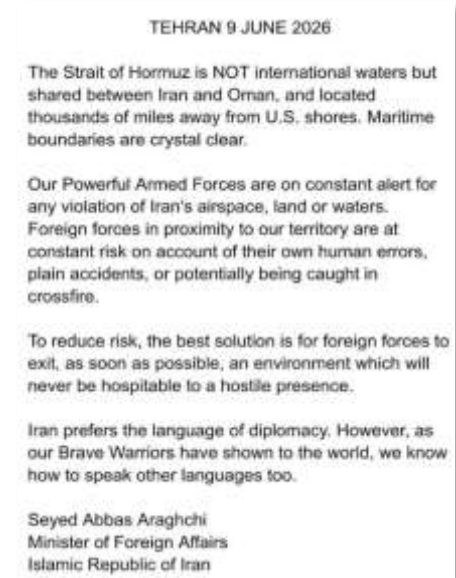 TEHRAN 9 JUNE 2026
The Strait of Hormuz is NOT international waters but
shared between Iran and Oman, and located
thousands of miles away from U.S. shores. Maritime
boundaries are crystal clear.
Our Powerful Armed Forces are on constant alert for
any violation of Iran's airspace, land or waters.
Foreign forces in proximity to our territory are at
constant risk on account of their own human errors,
plain accidents, or potentially being caught in
crossfire.
To reduce risk, the best solution is for foreign forces to
exit, as soon as possible, an environment which will
never be hospitable to a hostile presence.
Iran prefers the language of diplomacy. However, as
our Brave Warriors have shown to the world, we know
how to speak other languages too.
Seyed Abbas Araghchi
Minister of Foreign Affairs
Islamic Republic of Iran